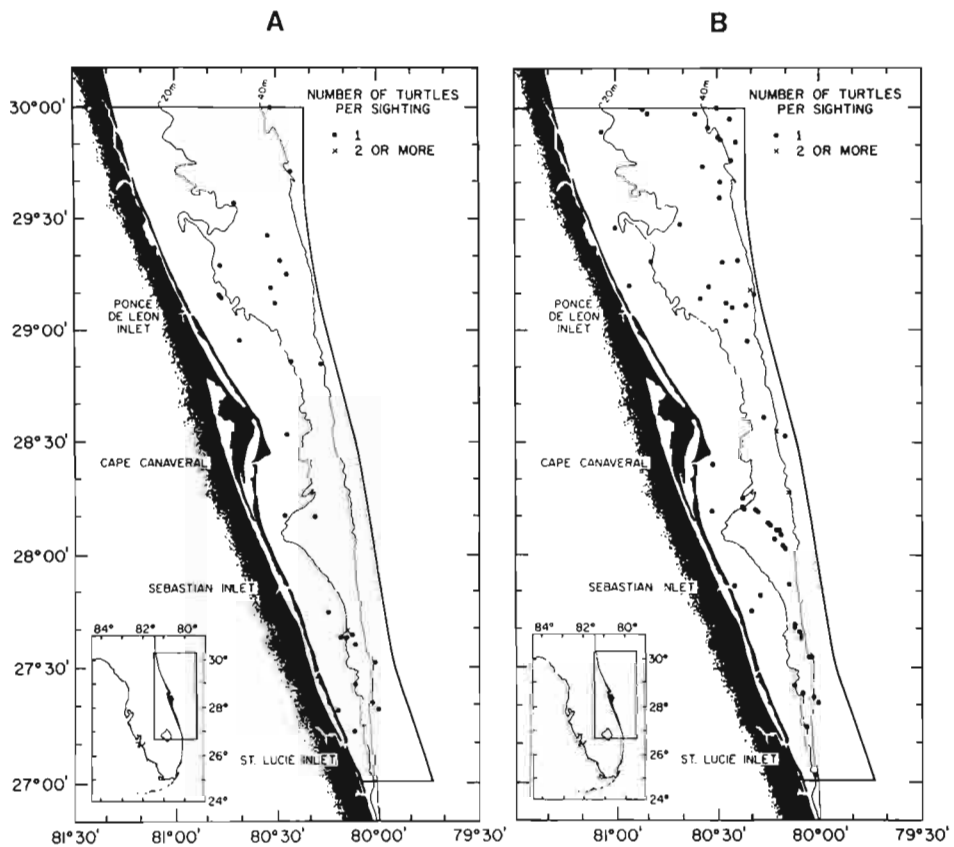 A
B
20m
40m
NUMBER OF TURTLES
PER SIGHTING
• 1
× 2 OR MORE
30°00'
29°30'
29°00'
28°30'
28°00'
27°30'
27°00'
PONCE
DE LEON
INLET
CAPE CANAVERAL
SEBASTIAN INLET
ST. LUCIE INLET
84° 82° 80°
30°
28°
26°
24°
81°30' 81°00' 80°30' 80°00' 79°30'
20m
40m
NUMBER OF TURTLES
PER SIGHTING
• 1
× 2 OR MORE
PONCE
DE LEON
INLET
CAPE CANAVERAL
SEBASTIAN NLET
ST. LUCIE INLET
84° 82° 80°
30°
28°
26°
24°
81°00' 80°30' 80°00' 79°30'